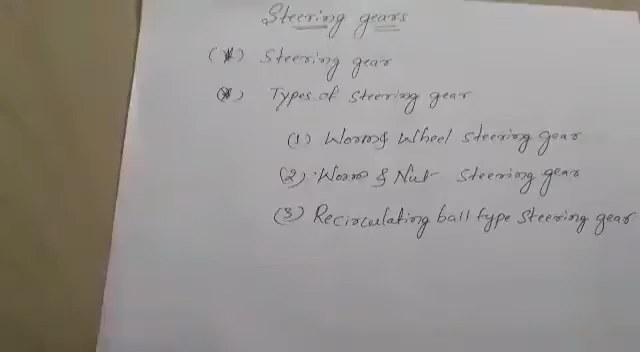 Steering gears
(*) Steering gear
(*) Types of Steering gear
(1) Worm & Wheel Steering gear
(2) Worm & Nut Steering gear
(3) Recirculating ball type Steering gear